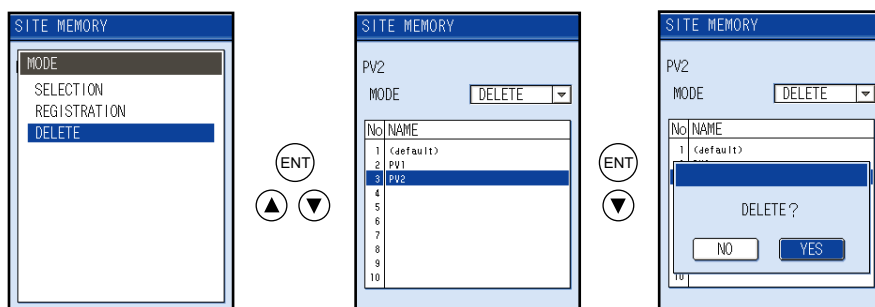 SITE MEMORY
MODE
SELECTION
REGISTRATION
DELETE
ENT
SITE MEMORY
PV2
MODE DELETE
No NAME
1 (default)
2 PV1
3 PV2
4
5
6
7
8
9
10
ENT
SITE MEMORY
PV2
MODE DELETE
No NAME
1 (default)
DELETE?
NO YES
10